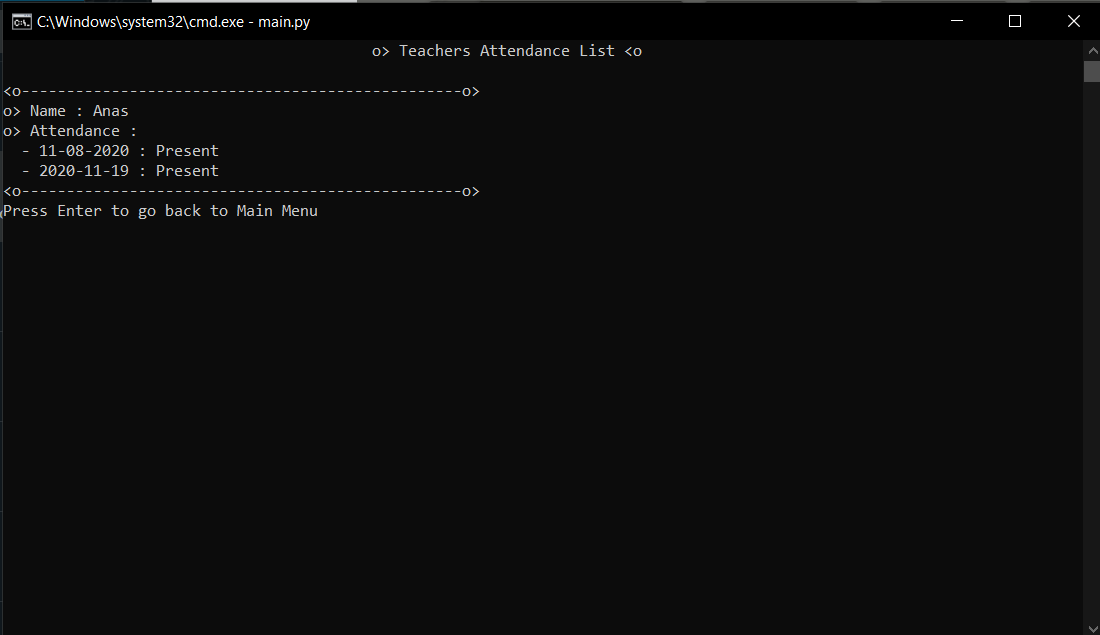 C:\Windows\system32\cmd.exe - main.py
o> Teachers Attendance List <o
<o-------------------------------------------------o>
o> Name : Anas
o> Attendance :
- 11-08-2020 : Present
- 2020-11-19 : Present
<o-------------------------------------------------o>
Press Enter to go back to Main Menu